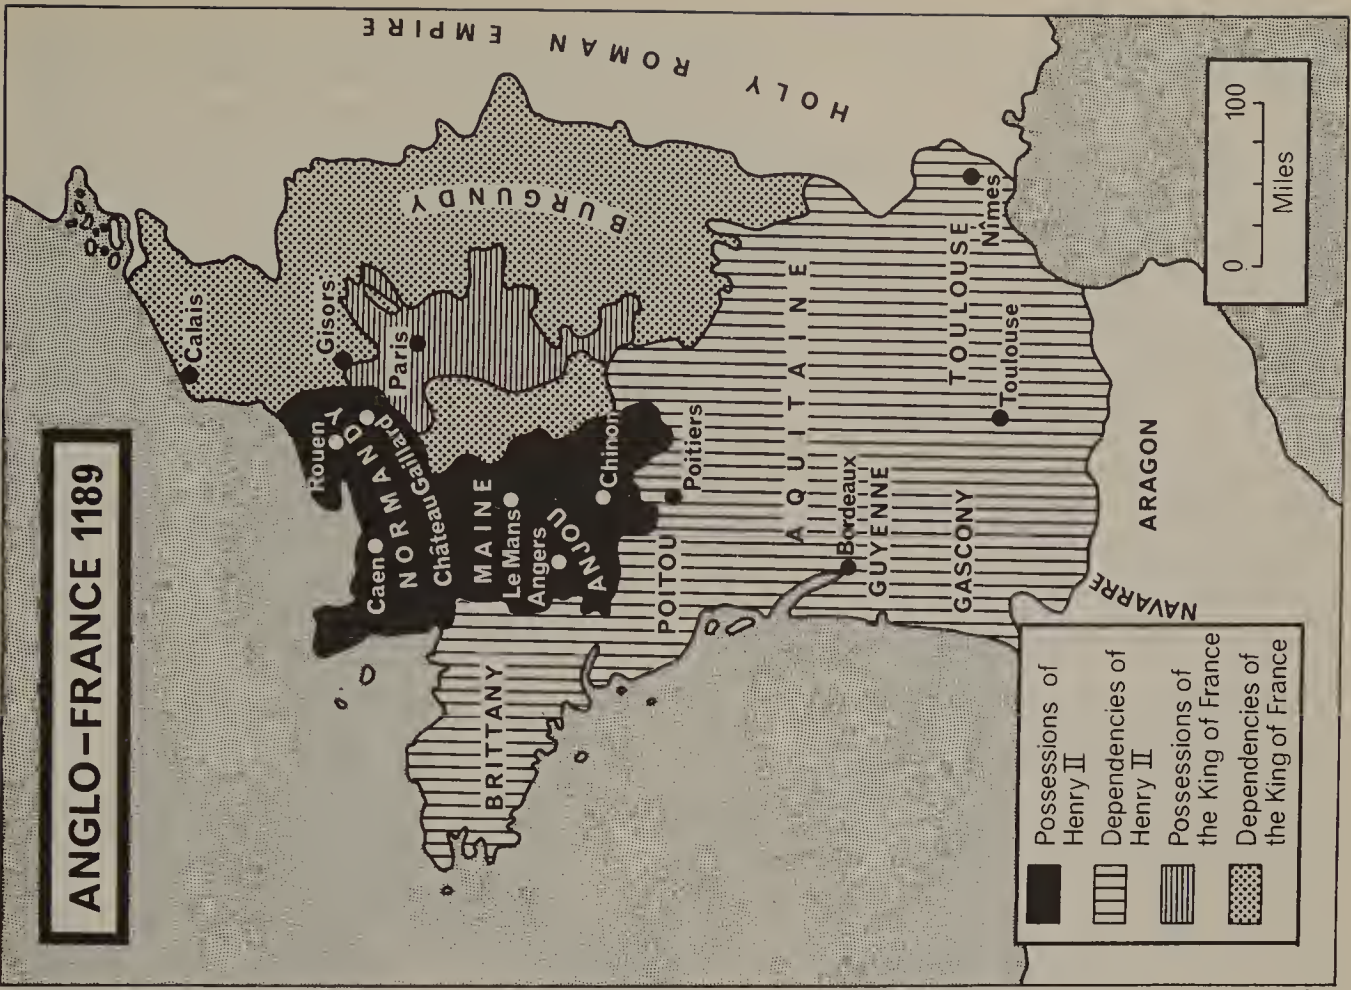 ANGLO-FRANCE 1189
HOLY ROMAN EMPIRE
Calais
Gisors
Rouen
Paris
BURGUNDY
NORMANDY
Caen
Château Gaillard
MAINE
Le Mans
Angers
ANJOU
Chinon
BRITTANY
POITOU
Poitiers
AQUITAINE
Bordeaux
GUYENNE
GASCONY
TOULOUSE
Toulouse
Nîmes
NAVARRE
ARAGON
Possessions of
Henry II
Dependencies of
Henry II
Possessions of
the King of France
Dependencies of
the King of France
0 100
Miles